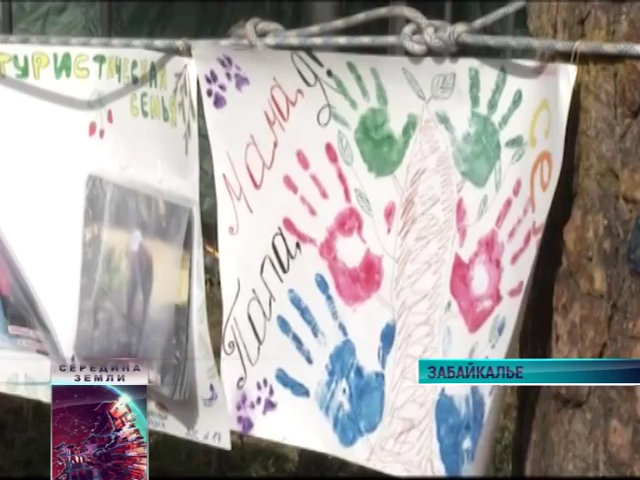 ТУРИСТИЧЕСКАЯ
СЕМЬЯ
Мама, я
Папа,
СЕРЕДИНА
ЗЕМЛИ
ЗАБАЙКАЛЬЕ